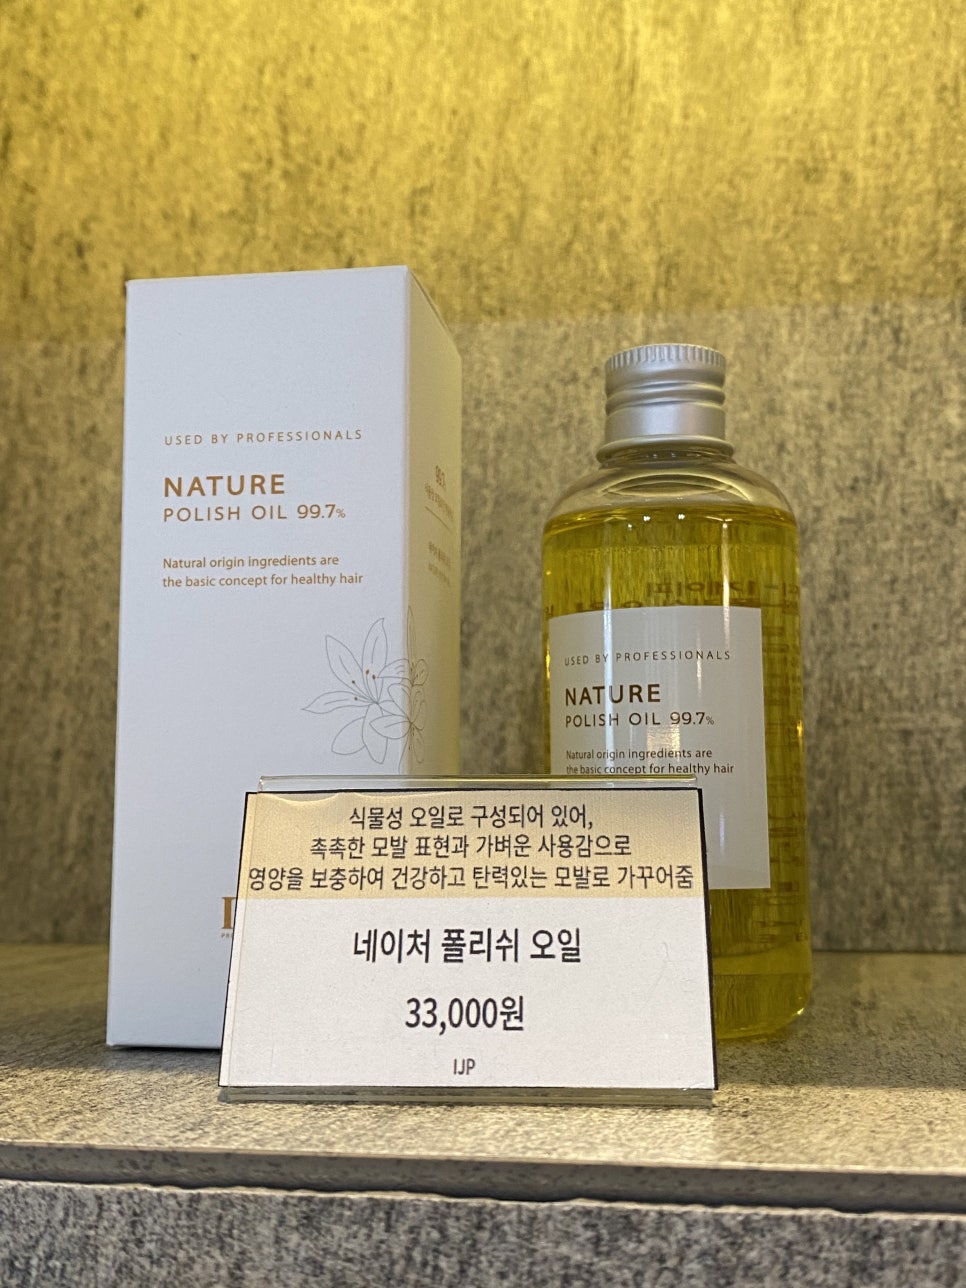 USED BY PROFESSIONALS
NATURE
POLISH OIL 99.7%
Natural origin ingredients are
the basic concept for healthy hair
USED BY PROFESSIONALS
NATURE
POLISH OIL 99.7%
Natural origin ingredients are
the basic concept for healthy hair
식물성 오일로 구성되어 있어,
촉촉한 모발 표현과 가벼운 사용감으로
영양을 보충하여 건강하고 탄력있는 모발로 가꾸어줌
네이처 폴리쉬 오일
33,000원
IJP